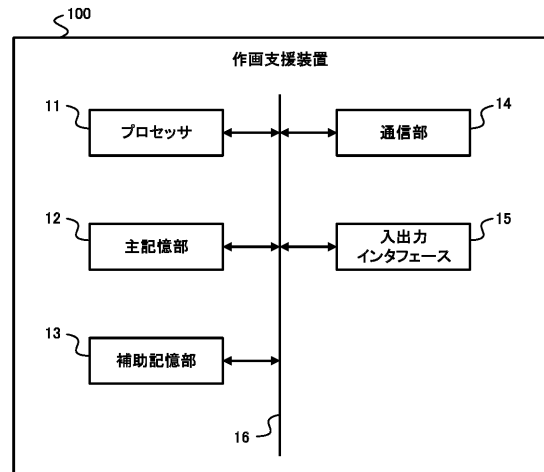 100
作画支援装置
11
プロセッサ
14
通信部
12
主記憶部
15
入出力
インタフェース
13
補助記憶部
16